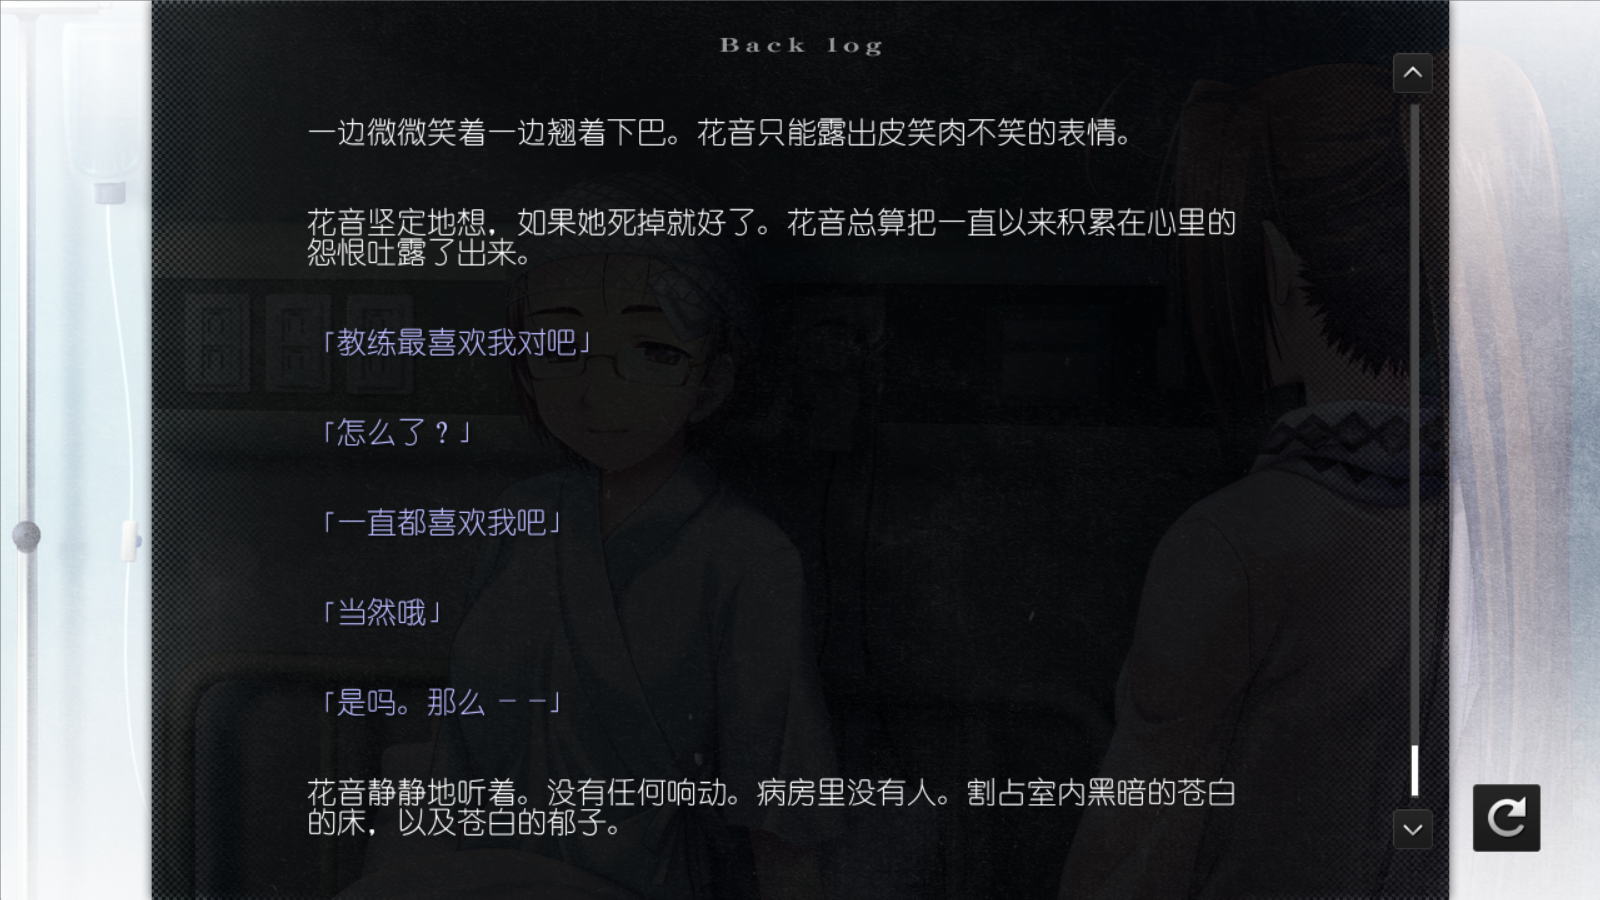 Back log
一边微微笑着一边翘着下巴。花音只能露出皮笑肉不笑的表情。
花音坚定地想，如果她死掉就好了。花音总算把一直以来积累在心里的
怨恨吐露了出来。
「教练最喜欢我对吧」
「怎么了？」
「一直都喜欢我吧」
「当然哦」
「是吗。那么－－」
花音静静地听着。没有任何响动。病房里没有人。割占室内黑暗的苍白
的床，以及苍白的郁子。